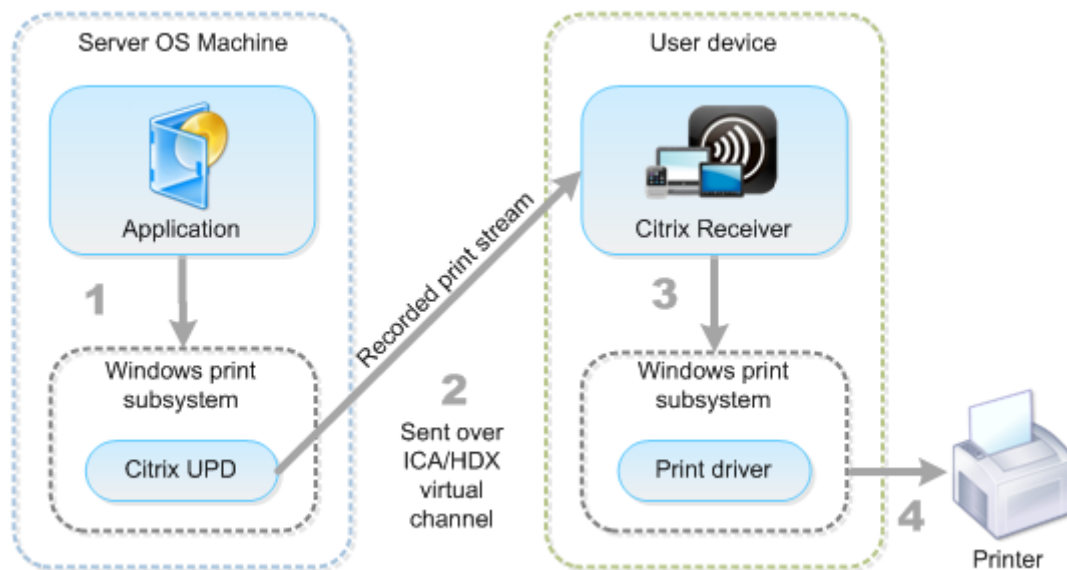 Server OS Machine
Application
1
Windows print
subsystem
Citrix UPD
Recorded print stream
2
Sent over
ICA/HDX
virtual
channel
User device
Citrix Receiver
3
Windows print
subsystem
Print driver
4
Printer